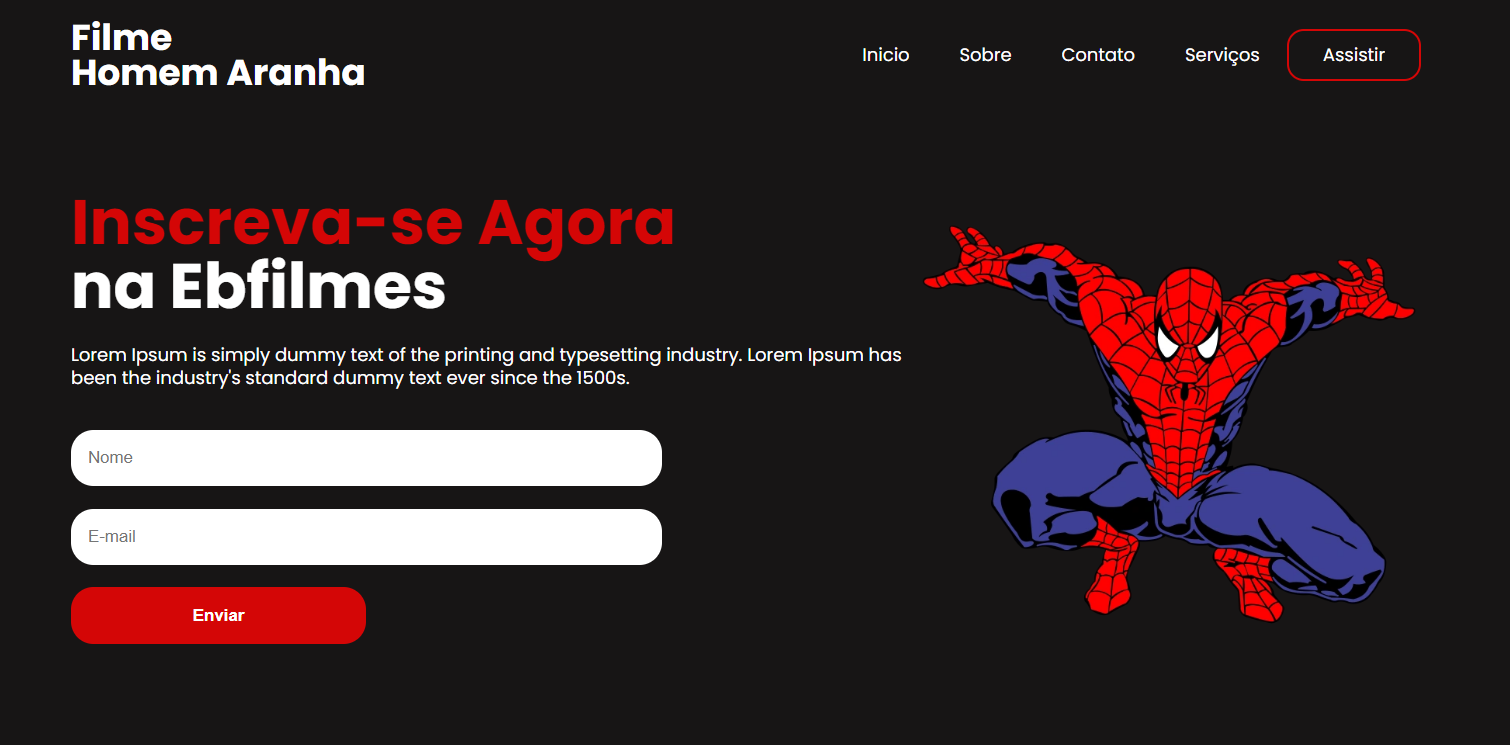 Filme
Homem Aranha
Inicio Sobre Contato Serviços Assistir
Inscreva-se Agora
na Ebfilmes
Lorem Ipsum is simply dummy text of the printing and typesetting industry. Lorem Ipsum has
been the industry's standard dummy text ever since the 1500s.
Nome
E-mail
Enviar